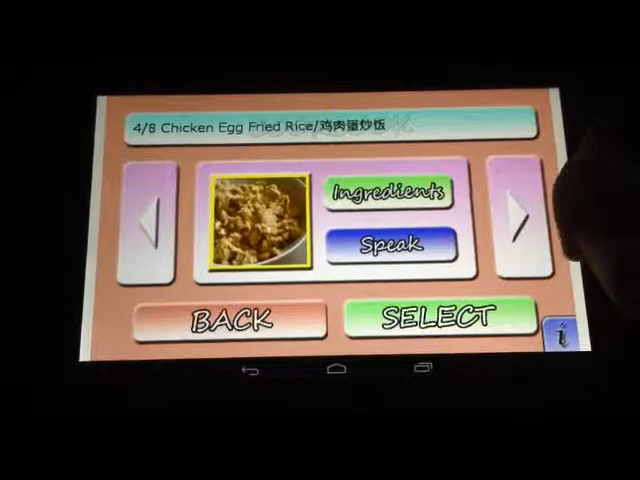 4/8 Chicken Egg Fried Rice/鸡肉蛋炒饭
Ingredients
Speak
BACK
SELECT
i